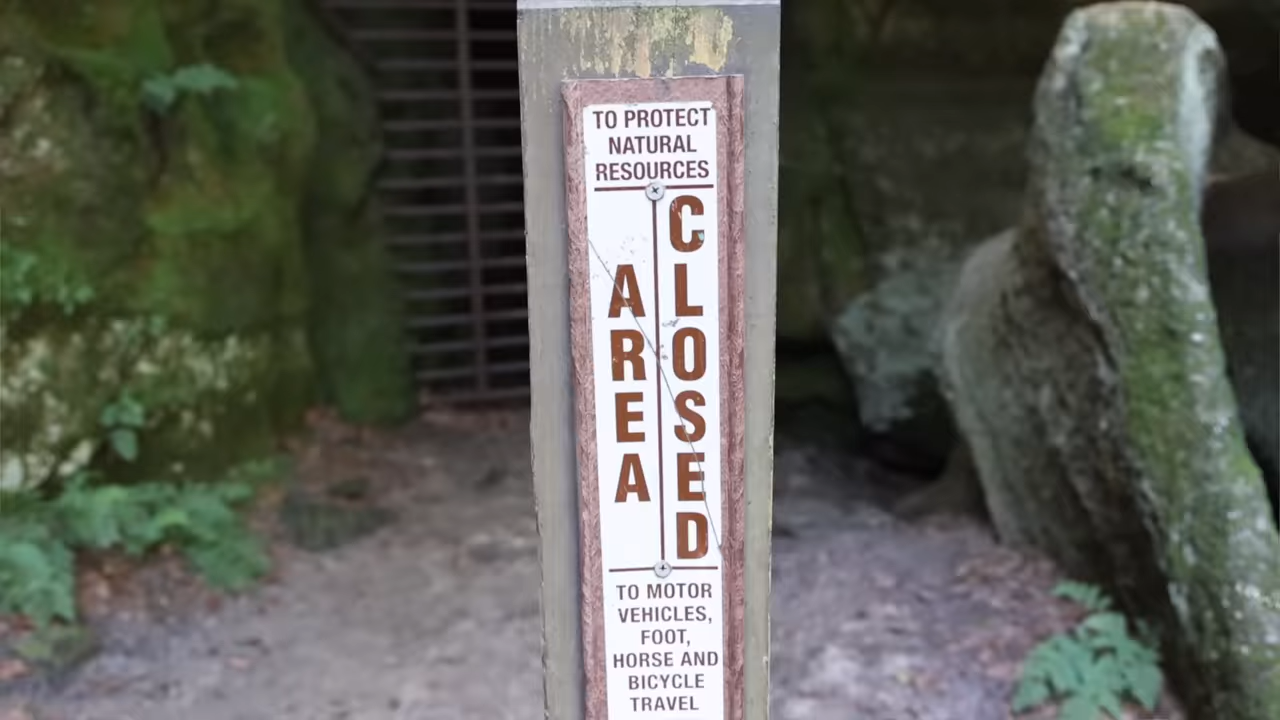 TO PROTECT
NATURAL
RESOURCES
AREA
CLOSED
TO MOTOR
VEHICLES,
FOOT,
HORSE AND
BICYCLE
TRAVEL